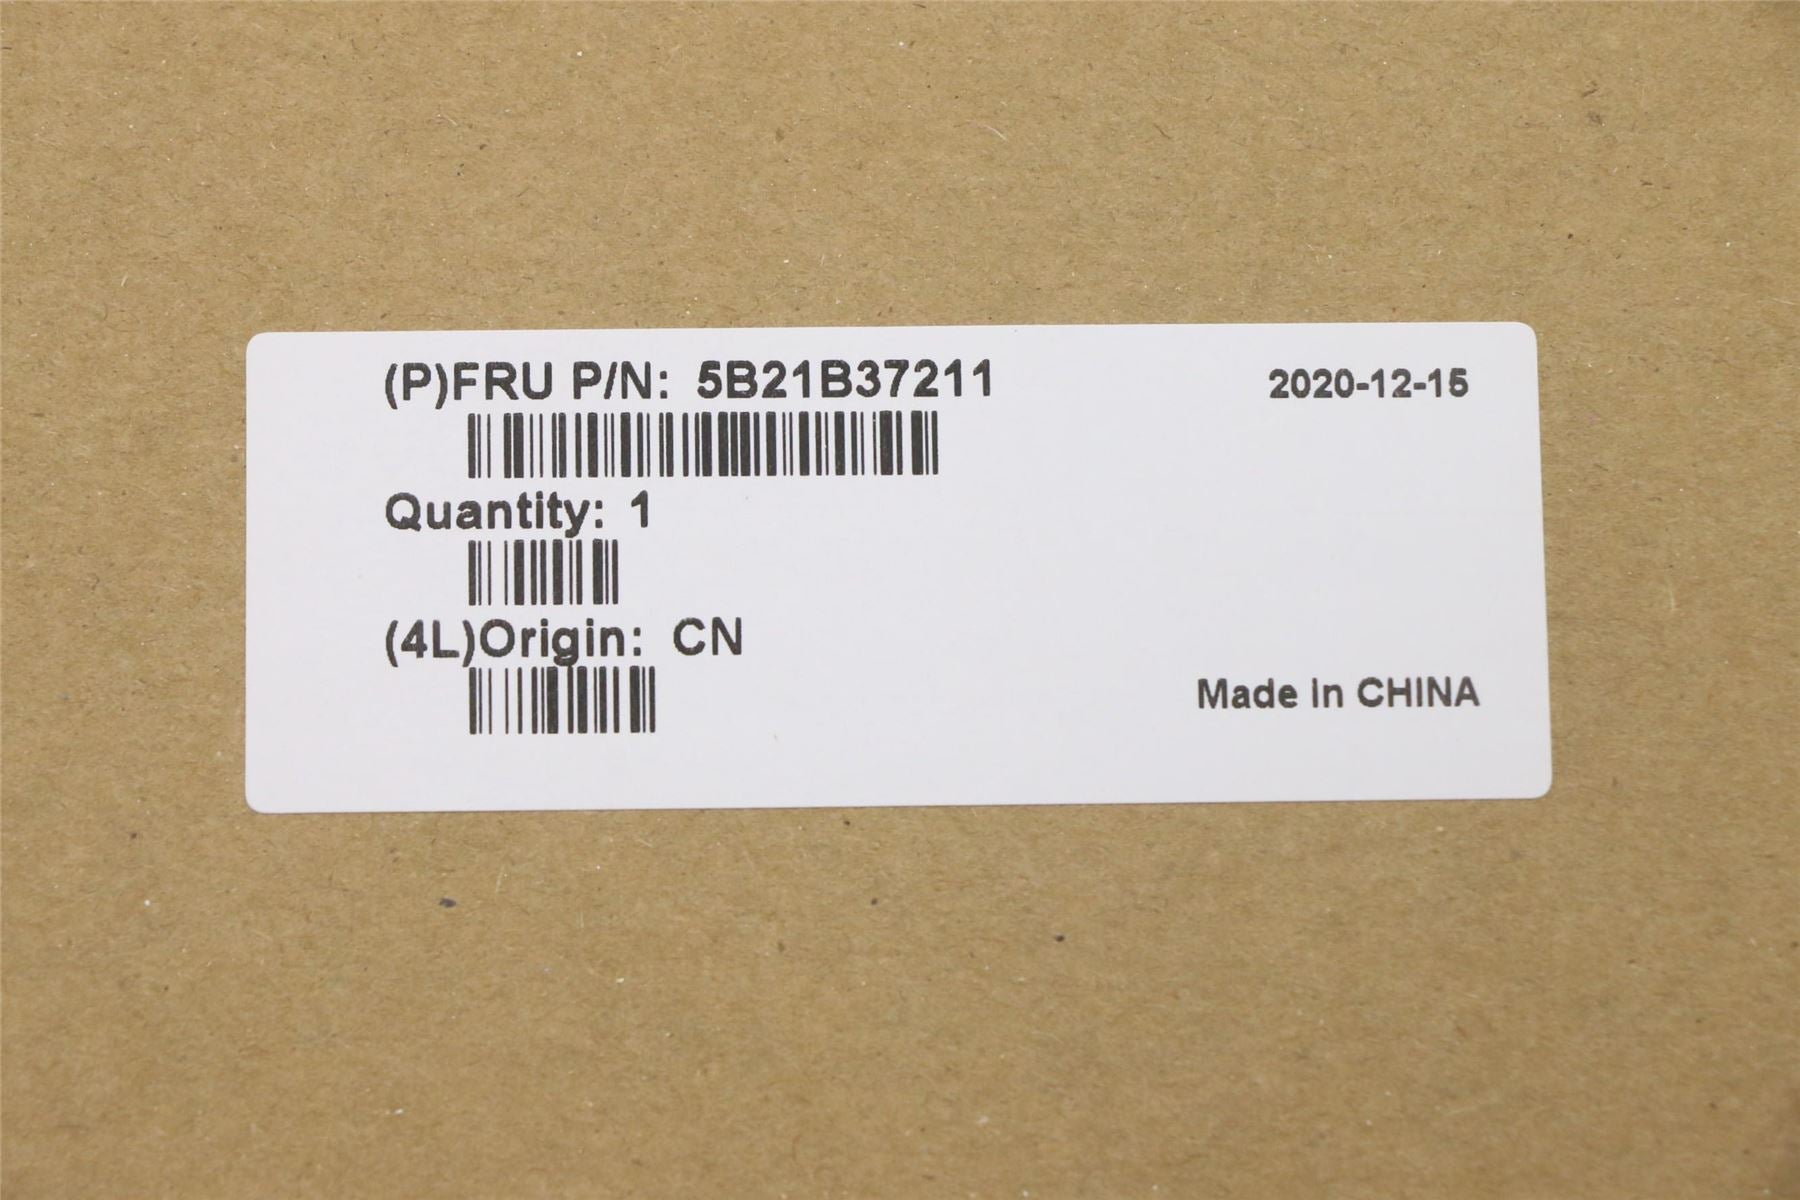 (P)FRU P/N: 5B21B37211
2020-12-15
Quantity: 1
(4L)Origin: CN
Made in CHINA